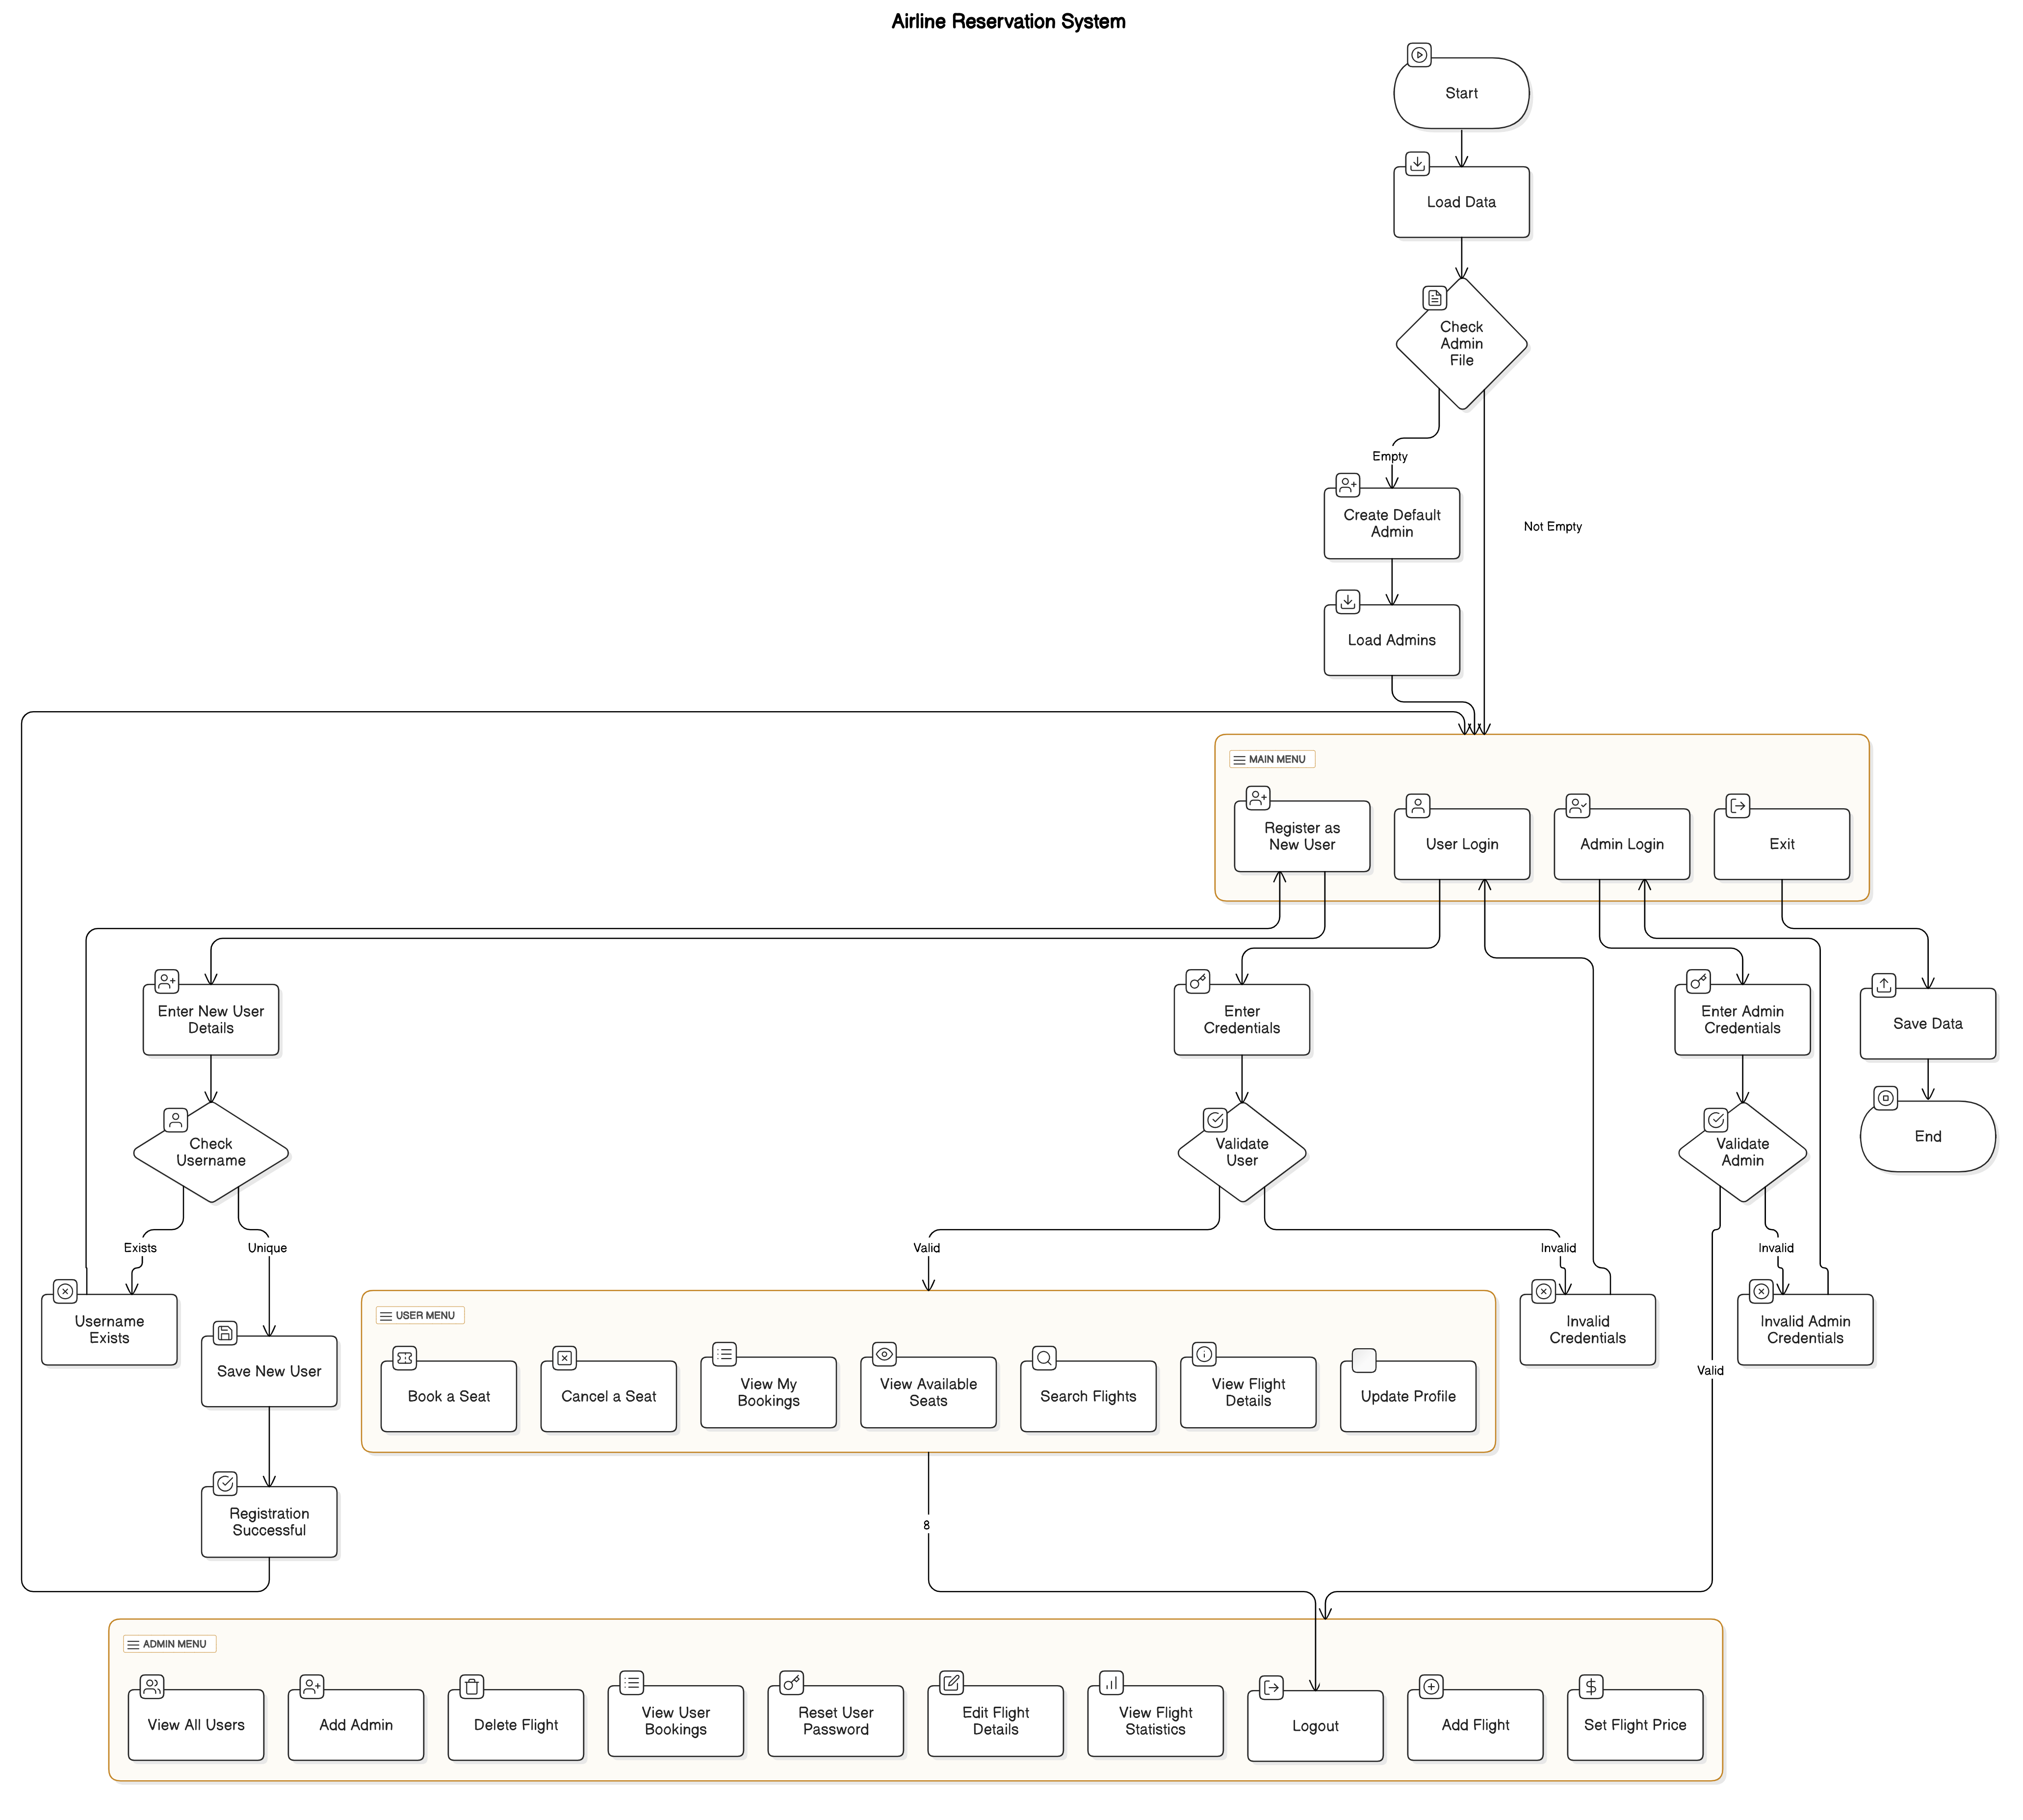 Airline Reservation System
Start
Load Data
Check
Admin
File
Empty
Create Default
Admin
Not Empty
Load Admins
MAIN MENU
Register as
New User
User Login
Admin Login
Exit
Enter New User
Details
Enter
Credentials
Enter Admin
Credentials
Save Data
Check
Username
Validate
User
Validate
Admin
End
Exists
Unique
Valid
Invalid
Invalid
Username
Exists
Save New User
USER MENU
Book a Seat
Cancel a Seat
View My
Bookings
View Available
Seats
Search Flights
View Flight
Details
Update Profile
Invalid
Credentials
Invalid Admin
Credentials
Valid
Registration
Successful
8
ADMIN MENU
View All Users
Add Admin
Delete Flight
View User
Bookings
Reset User
Password
Edit Flight
Details
View Flight
Statistics
Logout
Add Flight
Set Flight Price